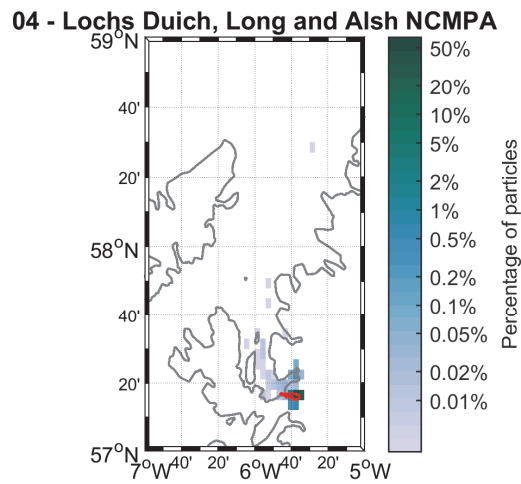 04 - Lochs Duich, Long and Alsh NCMPA
59°N
40'
20'
58°N
40'
20'
57°N
7°W 40' 20' 6°W 40' 20' 5°W
50%
20%
10%
5%
2%
1%
0.5%
0.2%
0.1%
0.05%
0.02%
0.01%
Percentage of particles